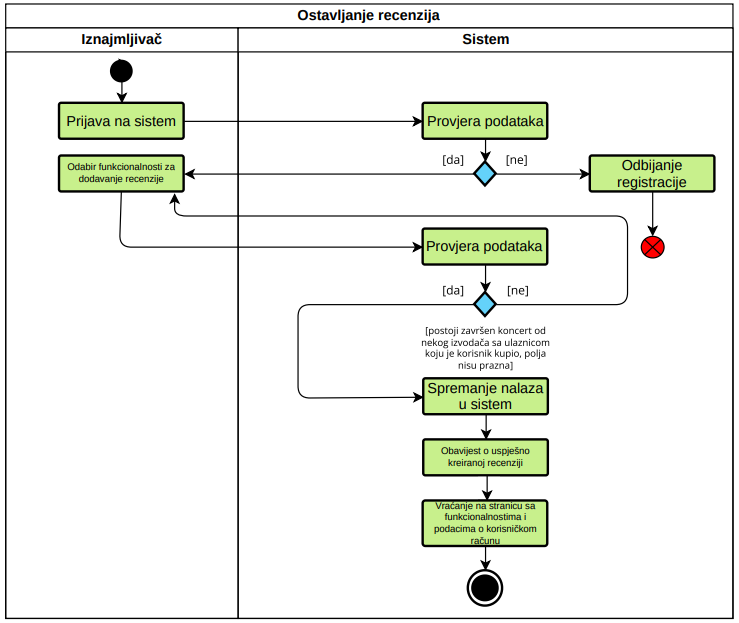 Ostavljanje recenzija
Iznajmljivač
Sistem
Prijava na sistem
Provjera podataka
[da]
[ne]
Odabir funkcionalnosti za
dodavanje recenzije
Odbijanje
registracije
Provjera podataka
[da]
[ne]
[postoji završen koncert od
nekog izvođača sa ulaznicom
koju je korisnik kupio, polja
nisu prazna]
Spremanje nalaza
u sistem
Obavijest o uspješno
kreiranoj recenziji
Vraćanje na stranicu sa
funkcionalnostima i
podacima o korisničkom
računu